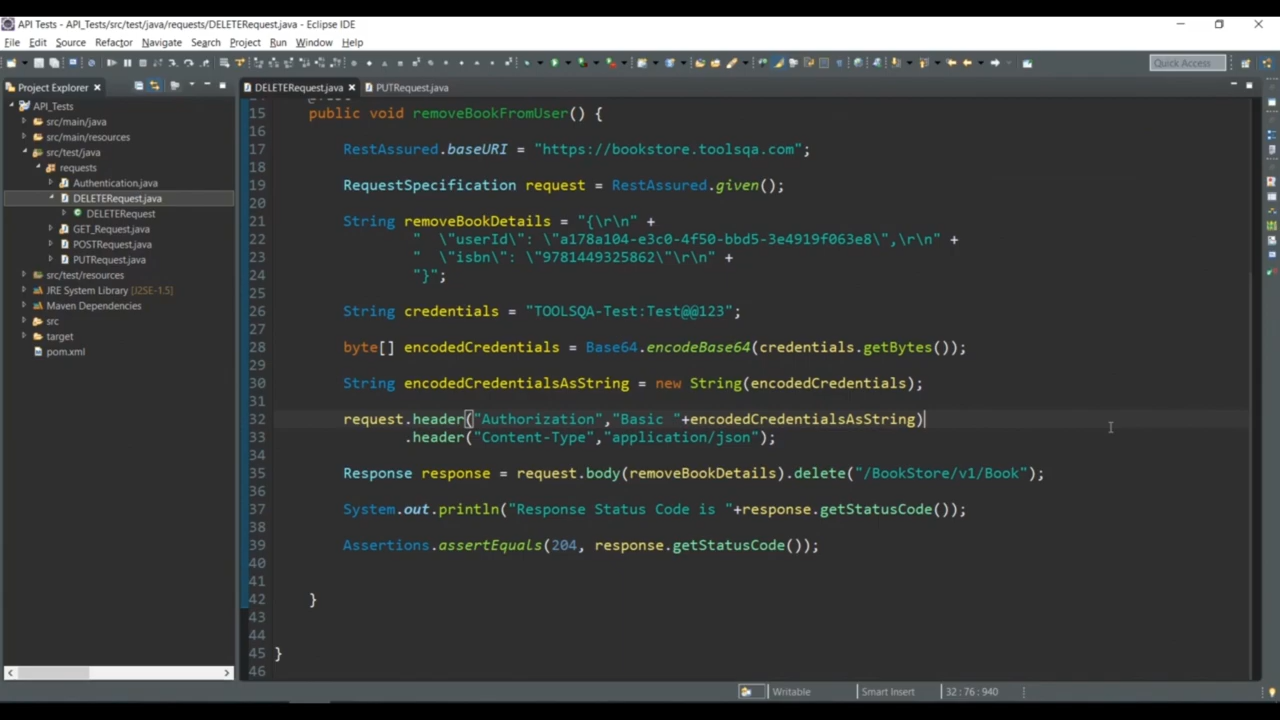 API Tests - API_Tests/src/test/java/requests/DELETERequest.java - Eclipse IDE
File Edit Source Refactor Navigate Search Project Run Window Help
Quick Access
Project Explorer
DELETERequest.java
PUTRequest.java
API_Tests
src/main/java
src/main/resources
src/test/java
requests
Authentication.java
DELETERequest.java
DELETERequest
GET_Request.java
POSTRequest.java
PUTRequest.java
src/test/resources
JRE System Library [J2SE-1.5]
Maven Dependencies
src
target
pom.xml
15 public void removeBookFromUser() {
16
17 RestAssured.baseURI = "https://bookstore.toolsqa.com";
18
19 RequestSpecification request = RestAssured.given();
20
21 String removeBookDetails = "{\r\n" +
22 "  \"userId\": \"a178a104-e3c0-4f50-bbd5-3e4919f063e8\",\r\n" +
23 "  \"isbn\": \"9781449325862\"\r\n" +
24 "}";
25
26 String credentials = "TOOLSQA-Test:Test@@123";
27
28 byte[] encodedCredentials = Base64.encodeBase64(credentials.getBytes());
29
30 String encodedCredentialsAsString = new String(encodedCredentials);
31
32 request.header("Authorization","Basic "+encodedCredentialsAsString)
33 .header("Content-Type","application/json");
34
35 Response response = request.body(removeBookDetails).delete("/BookStore/v1/Book");
36
37 System.out.println("Response Status Code is "+response.getStatusCode());
38
39 Assertions.assertEquals(204, response.getStatusCode());
40
41
42 }
43
44
45 }
46
Writable
Smart Insert
32 : 76 : 940